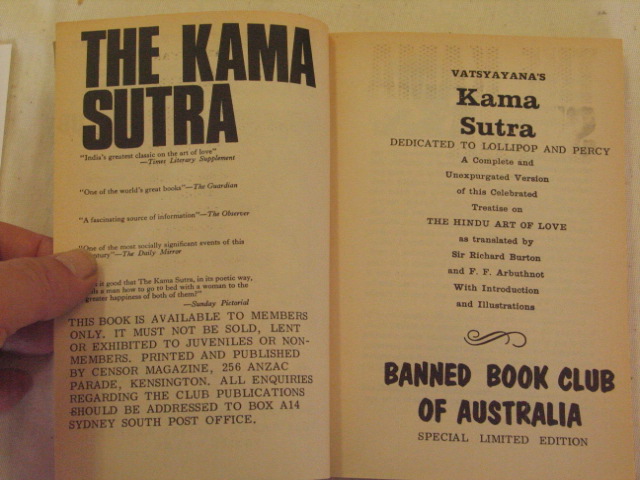 THE KAMA
SUTRA
"India's greatest classic on the art of love"
—Times Literary Supplement
"One of the world's great books"—The Guardian
"A fascinating source of information"—The Observer
"One of the most socially significant events of this
century"—The Daily Mirror
is good that The Kama Sutra, in its poetic way,
a man how to go to bed with a woman to the
greater happiness of both of them!"
—Sunday Pictorial
THIS BOOK IS AVAILABLE TO MEMBERS
ONLY. IT MUST NOT BE SOLD, LENT
OR EXHIBITED TO JUVENILES OR NON-
MEMBERS. PRINTED AND PUBLISHED
BY CENSOR MAGAZINE, 256 ANZAC
PARADE, KENSINGTON. ALL ENQUIRIES
REGARDING THE CLUB PUBLICATIONS
SHOULD BE ADDRESSED TO BOX A14
SYDNEY SOUTH POST OFFICE.
VATSYAYANA'S
Kama
Sutra
DEDICATED TO LOLLIPOP AND PERCY
A Complete and
Unexpurgated Version
of this Celebrated
Treatise on
THE HINDU ART OF LOVE
as translated by
Sir Richard Burton
and F. F. Arbuthnot
With Introduction
and Illustrations
BANNED BOOK CLUB
OF AUSTRALIA
SPECIAL LIMITED EDITION